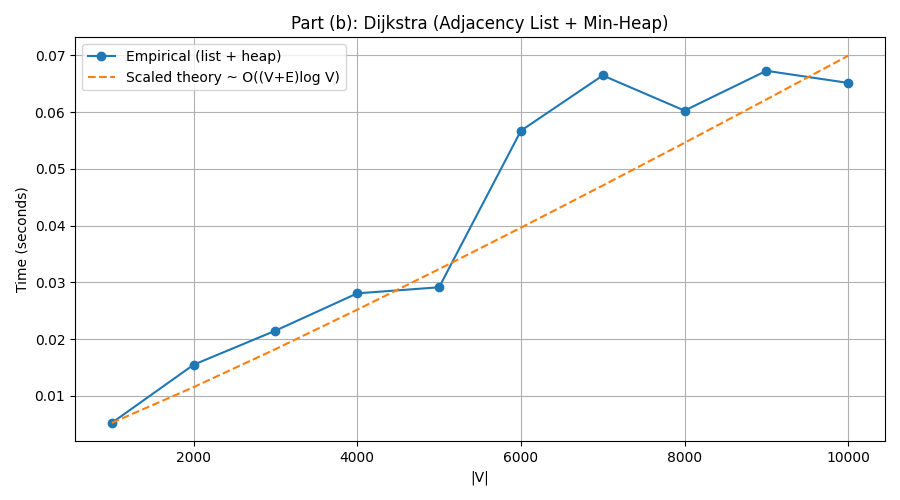 Part (b): Dijkstra (Adjacency List + Min-Heap)
Empirical (list + heap)
Scaled theory ~ O((V+E)log V)
Time (seconds)
0.07
0.06
0.05
0.04
0.03
0.02
0.01
2000 4000 6000 8000 10000
|V|